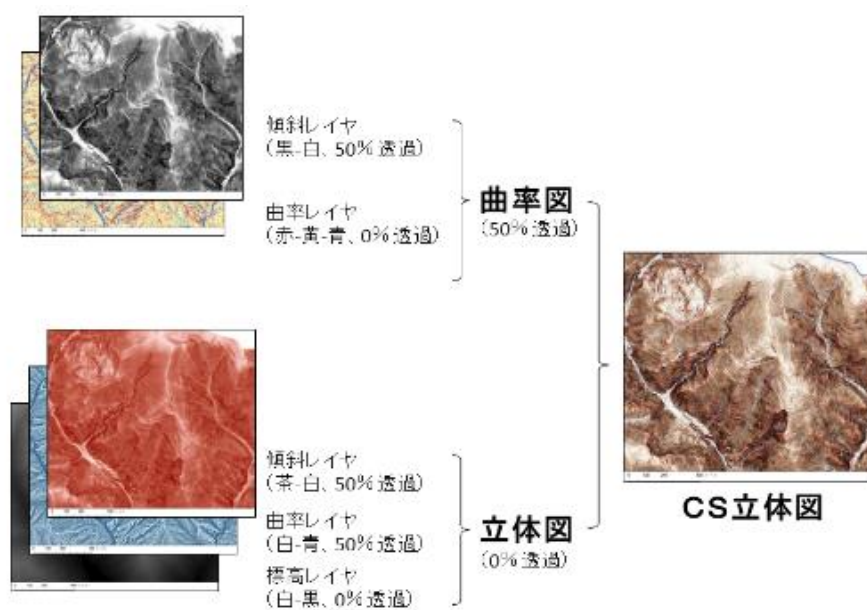 傾斜レイヤ
(黒-白、50%透過)
曲率レイヤ
(赤-黄-青、0%透過)
曲率図
(50%透過)
傾斜レイヤ
(茶-白、50%透過)
曲率レイヤ
(白-青、50%透過)
標高レイヤ
(白-黒、0%透過)
立体図
(0%透過)
CS立体図